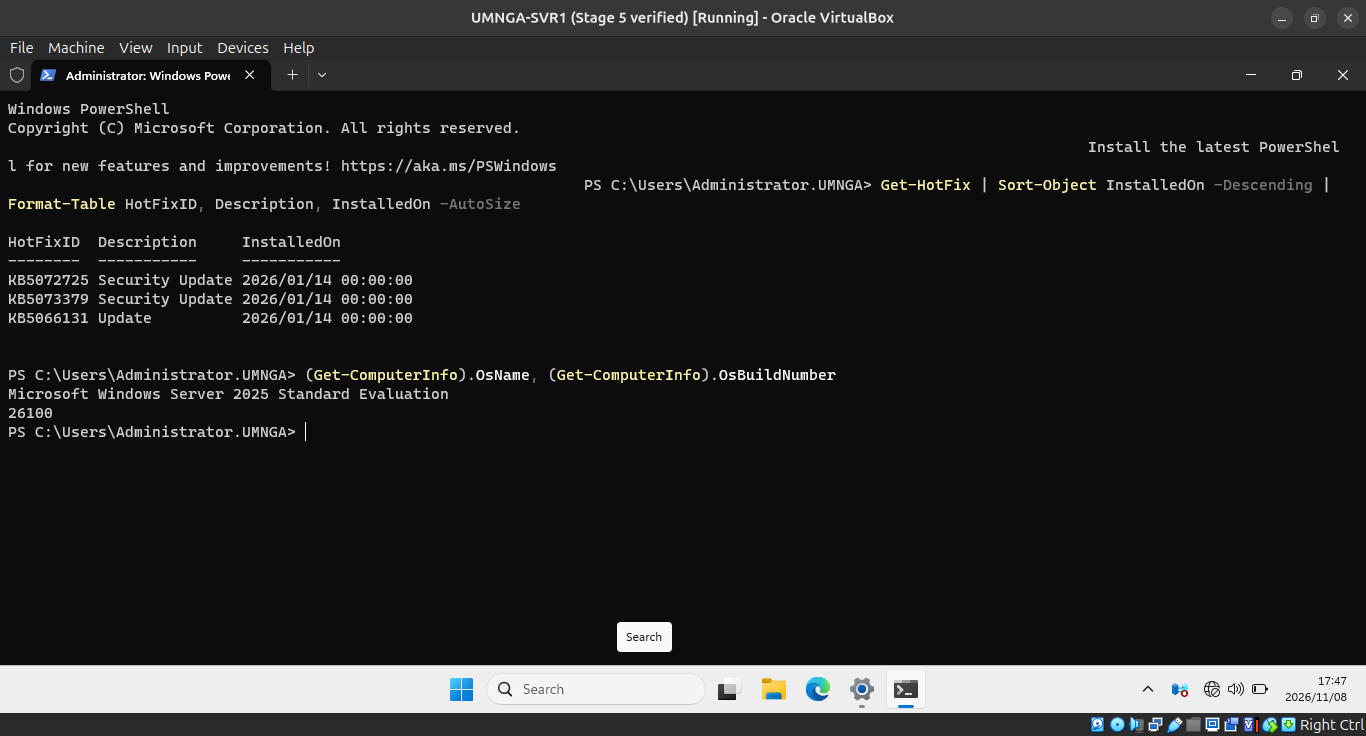 UMNGA-SVR1 (Stage 5 verified) [Running] - Oracle VirtualBox
File Machine View Input Devices Help
Administrator: Windows Powe
Windows PowerShell
Copyright (C) Microsoft Corporation. All rights reserved.
Install the latest PowerShel
l for new features and improvements! https://aka.ms/PSWindows
PS C:\Users\Administrator.UMNGA> Get-HotFix | Sort-Object InstalledOn -Descending |
Format-Table HotFixID, Description, InstalledOn -AutoSize
HotFixID Description InstalledOn
-------- ----------- -----------
KB5072725 Security Update 2026/01/14 00:00:00
KB5073379 Security Update 2026/01/14 00:00:00
KB5066131 Update 2026/01/14 00:00:00
PS C:\Users\Administrator.UMNGA> (Get-ComputerInfo).OsName, (Get-ComputerInfo).OsBuildNumber
Microsoft Windows Server 2025 Standard Evaluation
26100
PS C:\Users\Administrator.UMNGA>
Search
Search
17:47
2026/11/08
Right Ctrl